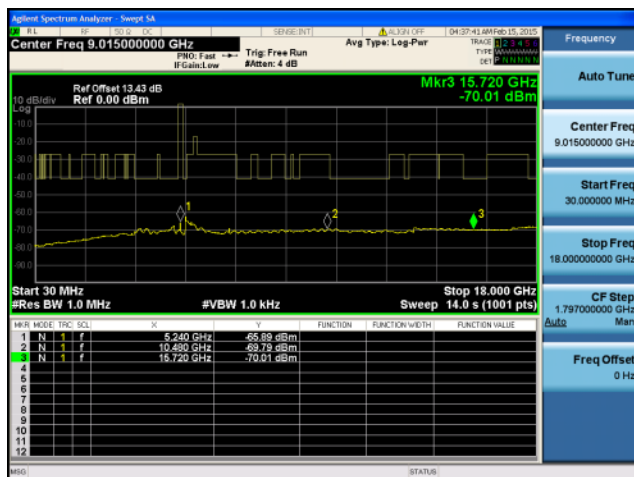 Agilent Spectrum Analyzer - Swept SA
RL RF 50 Ω DC SENSE:INT ALIGN OFF 04:37:41 AM Feb 15, 2015
Center Freq 9.015000000 GHz
PNO: Fast
IFGain:Low
Trig: Free Run
#Atten: 4 dB
Avg Type: Log-Pwr
TRACE 1 2 3 4 5 6
TYPE
DET P N N N N N
Ref Offset 13.43 dB
10 dB/div Ref 0.00 dBm
Log
Mkr3 15.720 GHz
-70.01 dBm
-10.0
-20.0
-30.0
-40.0
-50.0
-60.0
-70.0
-80.0
-90.0
1
2
3
Start 30 MHz Stop 18.000 GHz
#Res BW 1.0 MHz #VBW 1.0 kHz Sweep 14.0 s (1001 pts)
MKR MODE TRC SCL X Y FUNCTION FUNCTION WIDTH FUNCTION VALUE
1 N 1 f 5.240 GHz -65.89 dBm
2 N 1 f 10.480 GHz -69.79 dBm
3 N 1 f 15.720 GHz -70.01 dBm
4
5
6
7
8
9
10
11
12
MSG STATUS
Frequency
Auto Tune
Center Freq
9.015000000 GHz
Start Freq
30.000000 MHz
Stop Freq
18.000000000 GHz
CF Step
1.797000000 GHz
Auto Man
Freq Offset
0 Hz